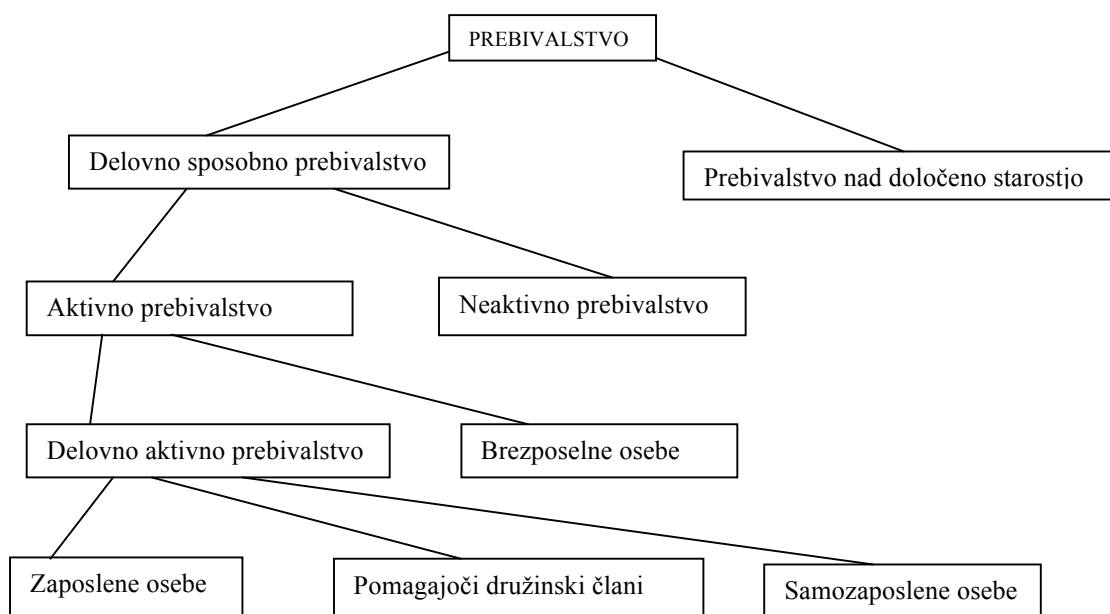 PREBIVALSTVO
Delovno sposobno prebivalstvo
Prebivalstvo nad določeno starostjo
Aktivno prebivalstvo
Neaktivno prebivalstvo
Delovno aktivno prebivalstvo
Brezposelne osebe
Zaposlene osebe
Pomagajoči družinski člani
Samozaposlene osebe